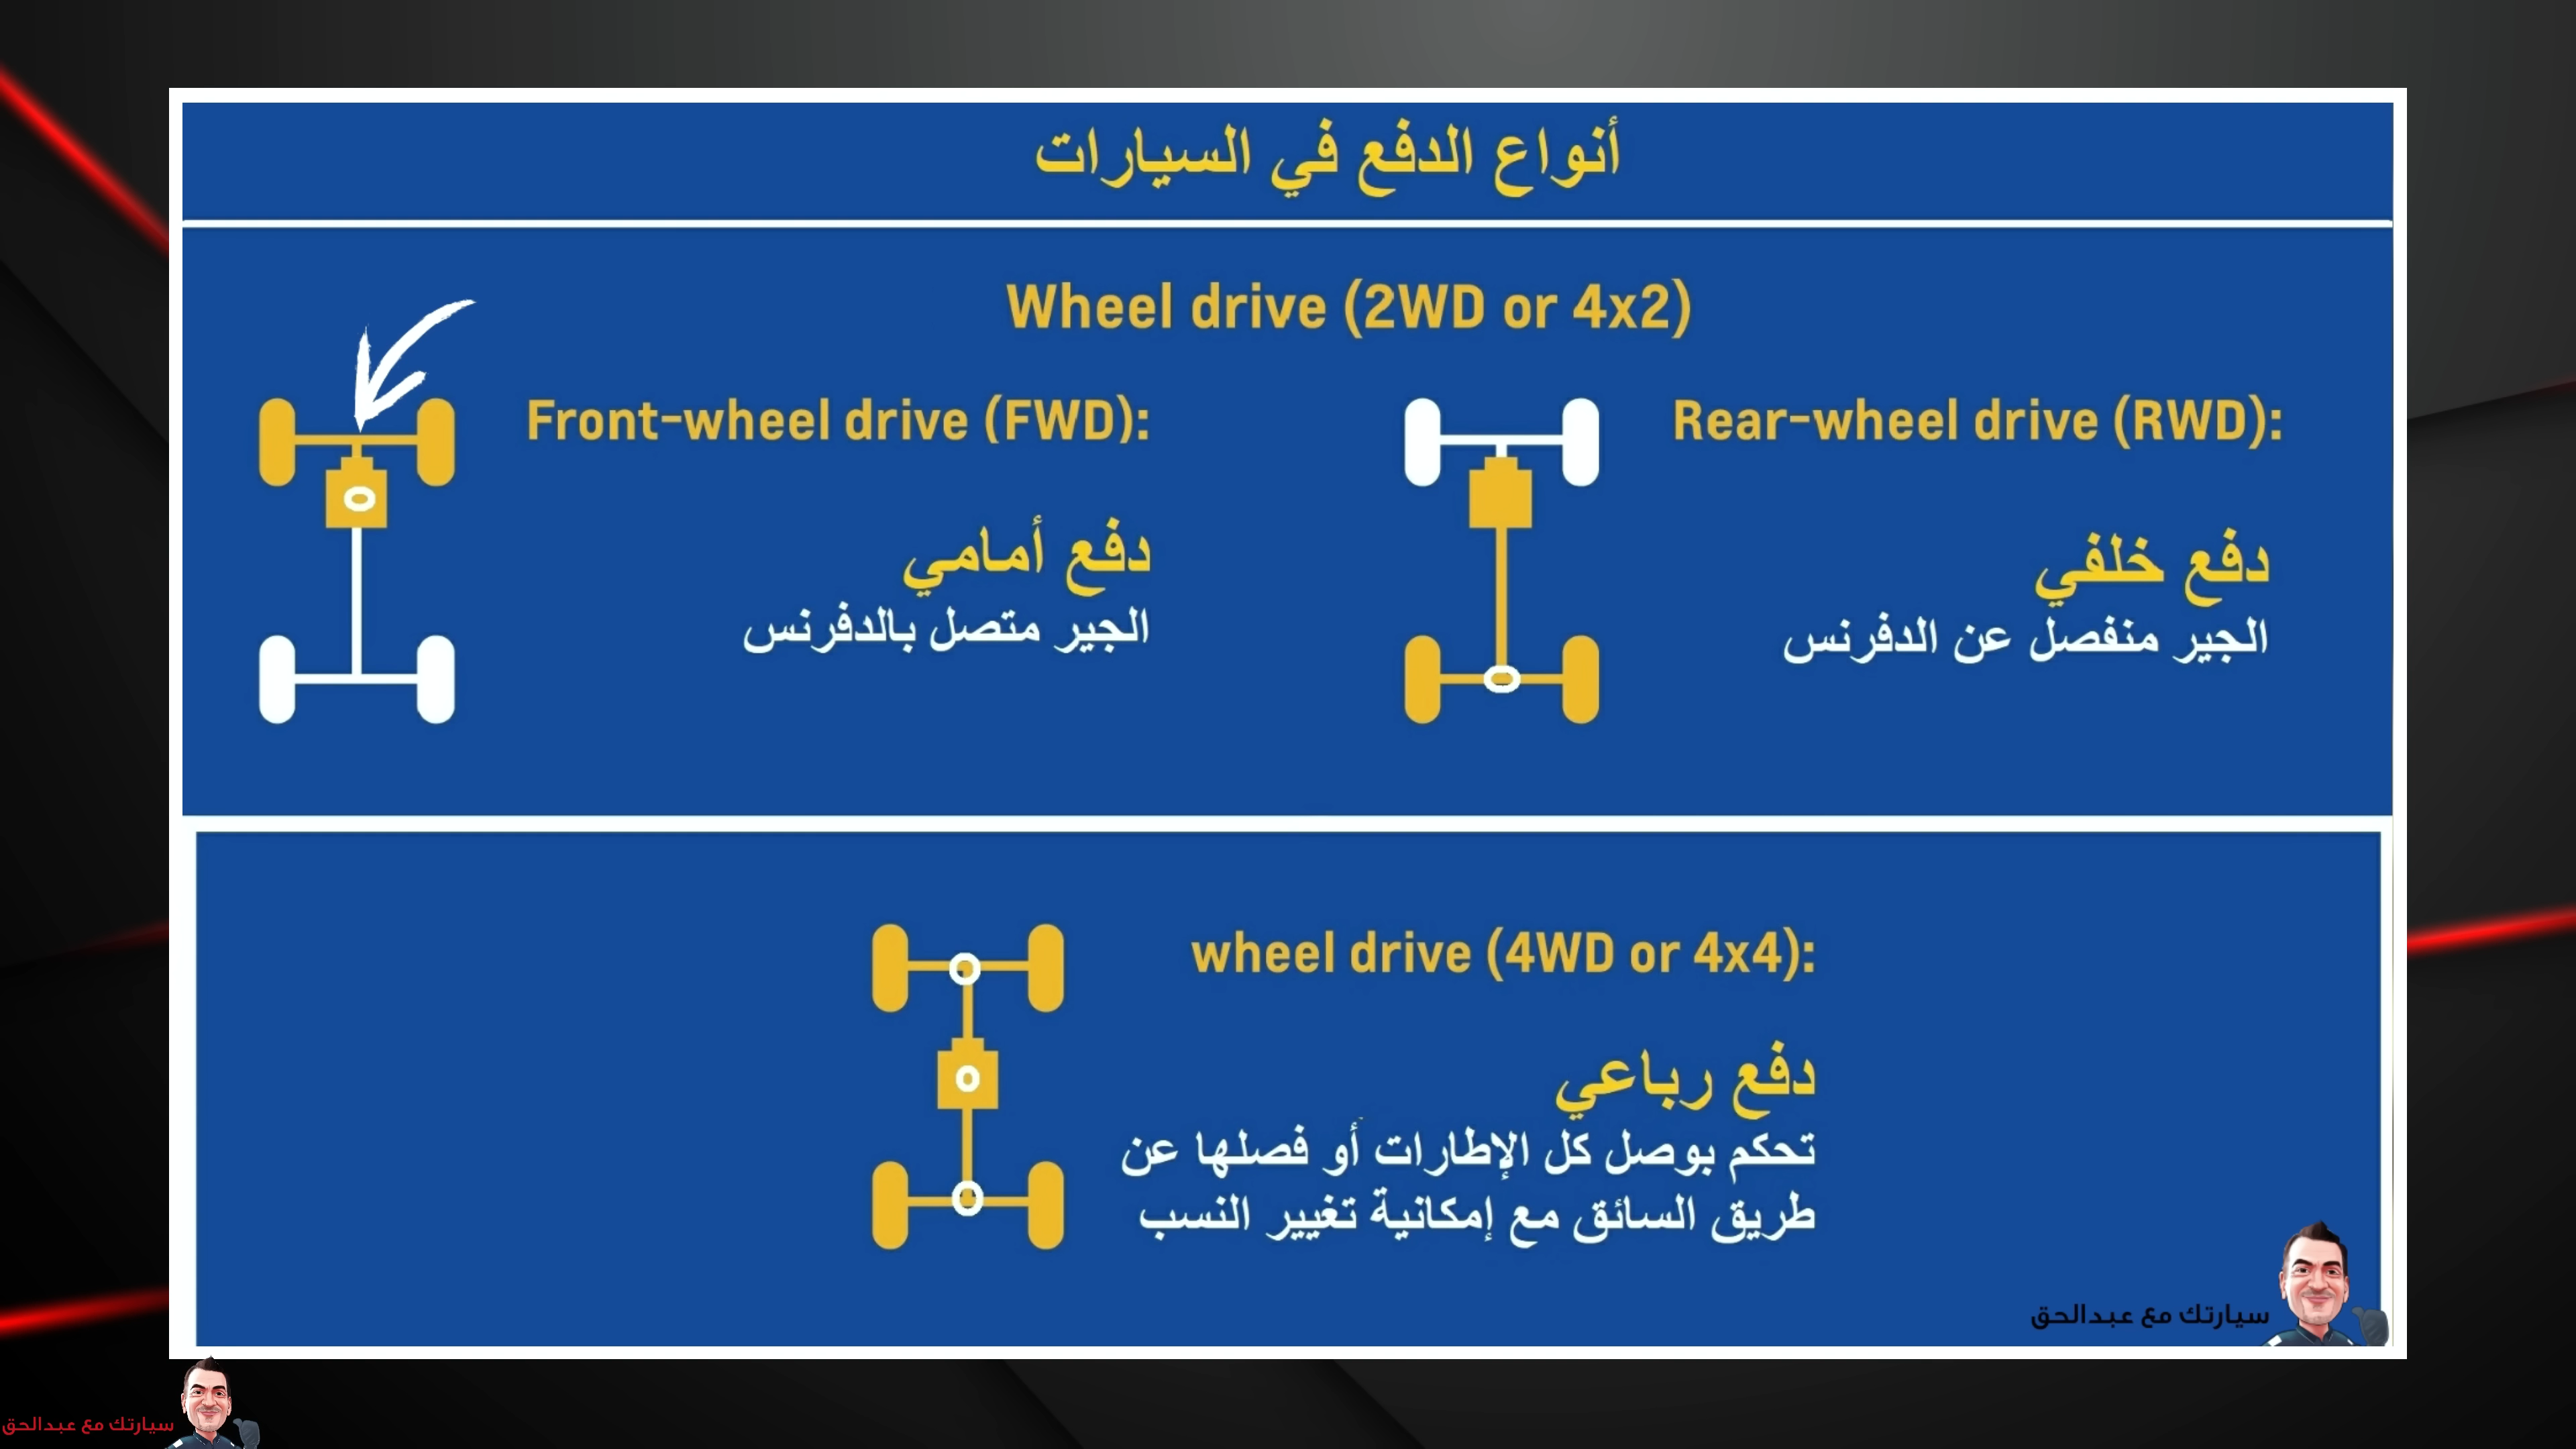 أنواع الدفع في السيارات
Wheel drive (2WD or 4x2)
Front-wheel drive (FWD):
دفع أمامي
الجير متصل بالدفرنس
Rear-wheel drive (RWD):
دفع خلفي
الجير منفصل عن الدفرنس
wheel drive (4WD or 4x4):
دفع رباعي
تحكم بوصل كل الإطارات أو فصلها عن
طريق السائق مع إمكانية تغيير النسب
سيارتك مع عبدالحق
سيارتك مع عبدالحق